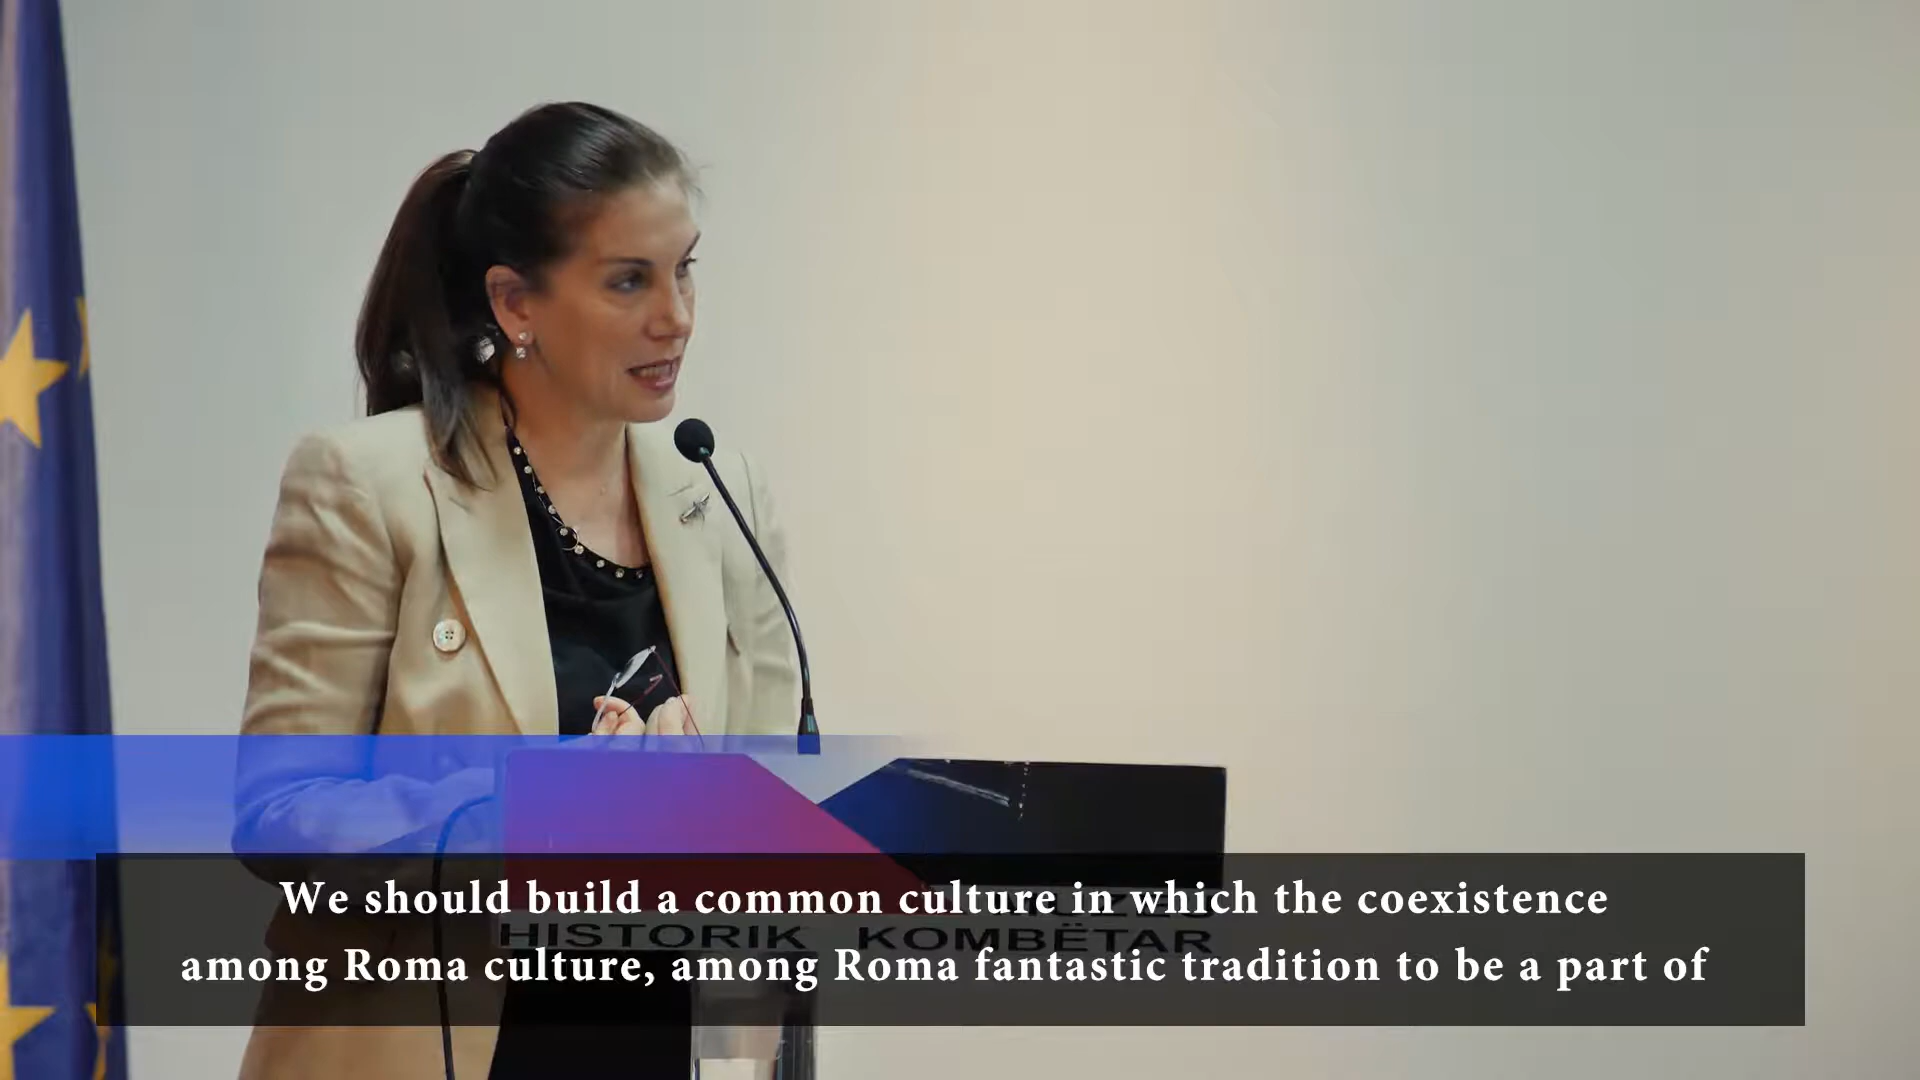 We should build a common culture in which the coexistence
among Roma culture, among Roma fantastic tradition to be a part of
HISTORIK KOMBËTAR